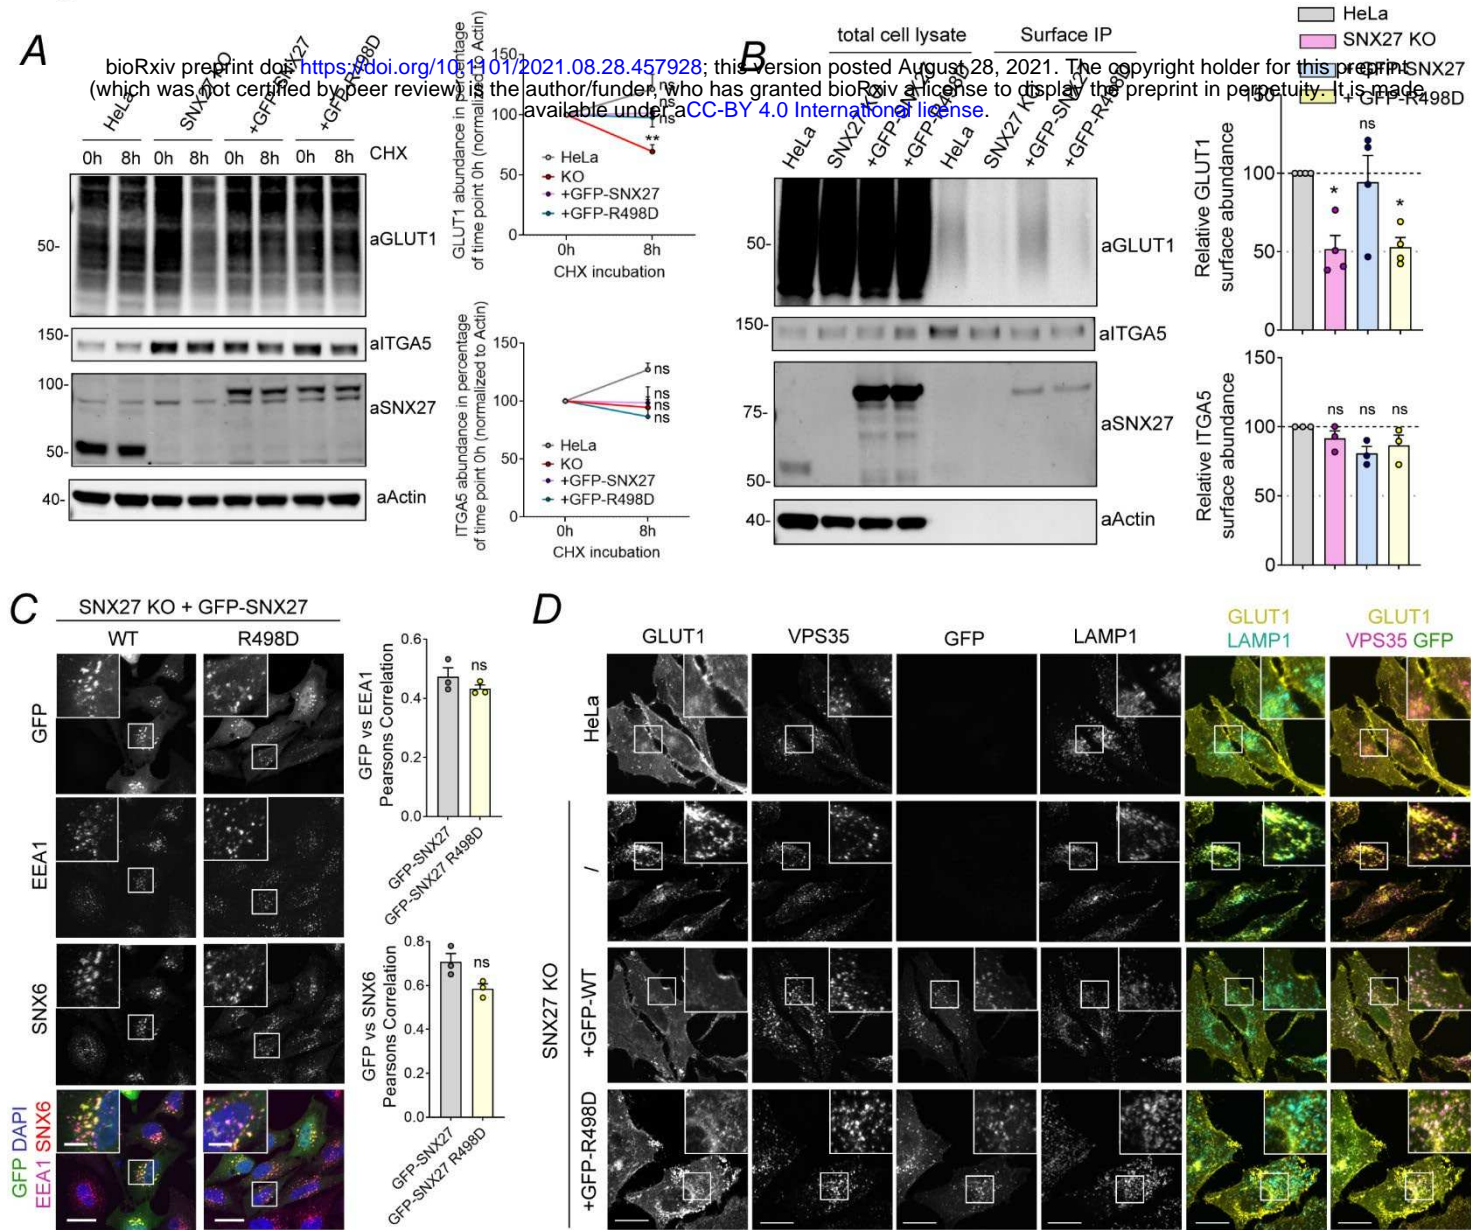 bioRxiv preprint doi: https://doi.org/10.1101/2021.08.28.457928; this version posted August 28, 2021. The copyright holder for this preprint
(which was not certified by peer review) is the author/funder, who has granted bioRxiv a license to display the preprint in perpetuity. It is made
available under aCC-BY 4.0 International license.
A
HeLa
SNX27 KO
+GFP-SNX27
+GFP-R498D
0h 8h 0h 8h 0h 8h 0h 8h CHX
50- aGLUT1
150- aITGA5
100-
aSNX27
50-
40- aActin
GLUT1 abundance in percentage
of time point 0h (normalized to Actin)
150
100
50
0
ns
ns
ns
**
HeLa
KO
+GFP-SNX27
+GFP-R498D
0h 8h
CHX incubation
ITGA5 abundance in percentage
of time point 0h (normalized to Actin)
150
100
50
0
ns
ns
ns
ns
HeLa
KO
+GFP-SNX27
+GFP-R498D
0h 8h
CHX incubation
B
total cell lysate Surface IP
HeLa
SNX27 KO
+GFP-SNX27
+GFP-R498D
HeLa
SNX27 KO
+GFP-SNX27
+GFP-R498D
50- aGLUT1
150- aITGA5
75- aSNX27
50-
40- aActin
HeLa
SNX27 KO
+ GFP-SNX27
+ GFP-R498D
Relative GLUT1
surface abundance
150
100
50
0
* ns *
Relative ITGA5
surface abundance
150
100
50
0
ns ns ns
C
SNX27 KO + GFP-SNX27
WT R498D
GFP
EEA1
SNX6
GFP DAPI
EEA1 SNX6
GFP vs EEA1
Pearsons Correlation
0.6
0.4
0.2
0.0
ns
GFP-SNX27
GFP-SNX27 R498D
GFP vs SNX6
Pearsons Correlation
0.8
0.6
0.4
0.2
0.0
ns
GFP-SNX27
GFP-SNX27 R498D
D
GLUT1 VPS35 GFP LAMP1
GLUT1
LAMP1
GLUT1
VPS35 GFP
HeLa
SNX27 KO
/
+GFP-WT
+GFP-R498D